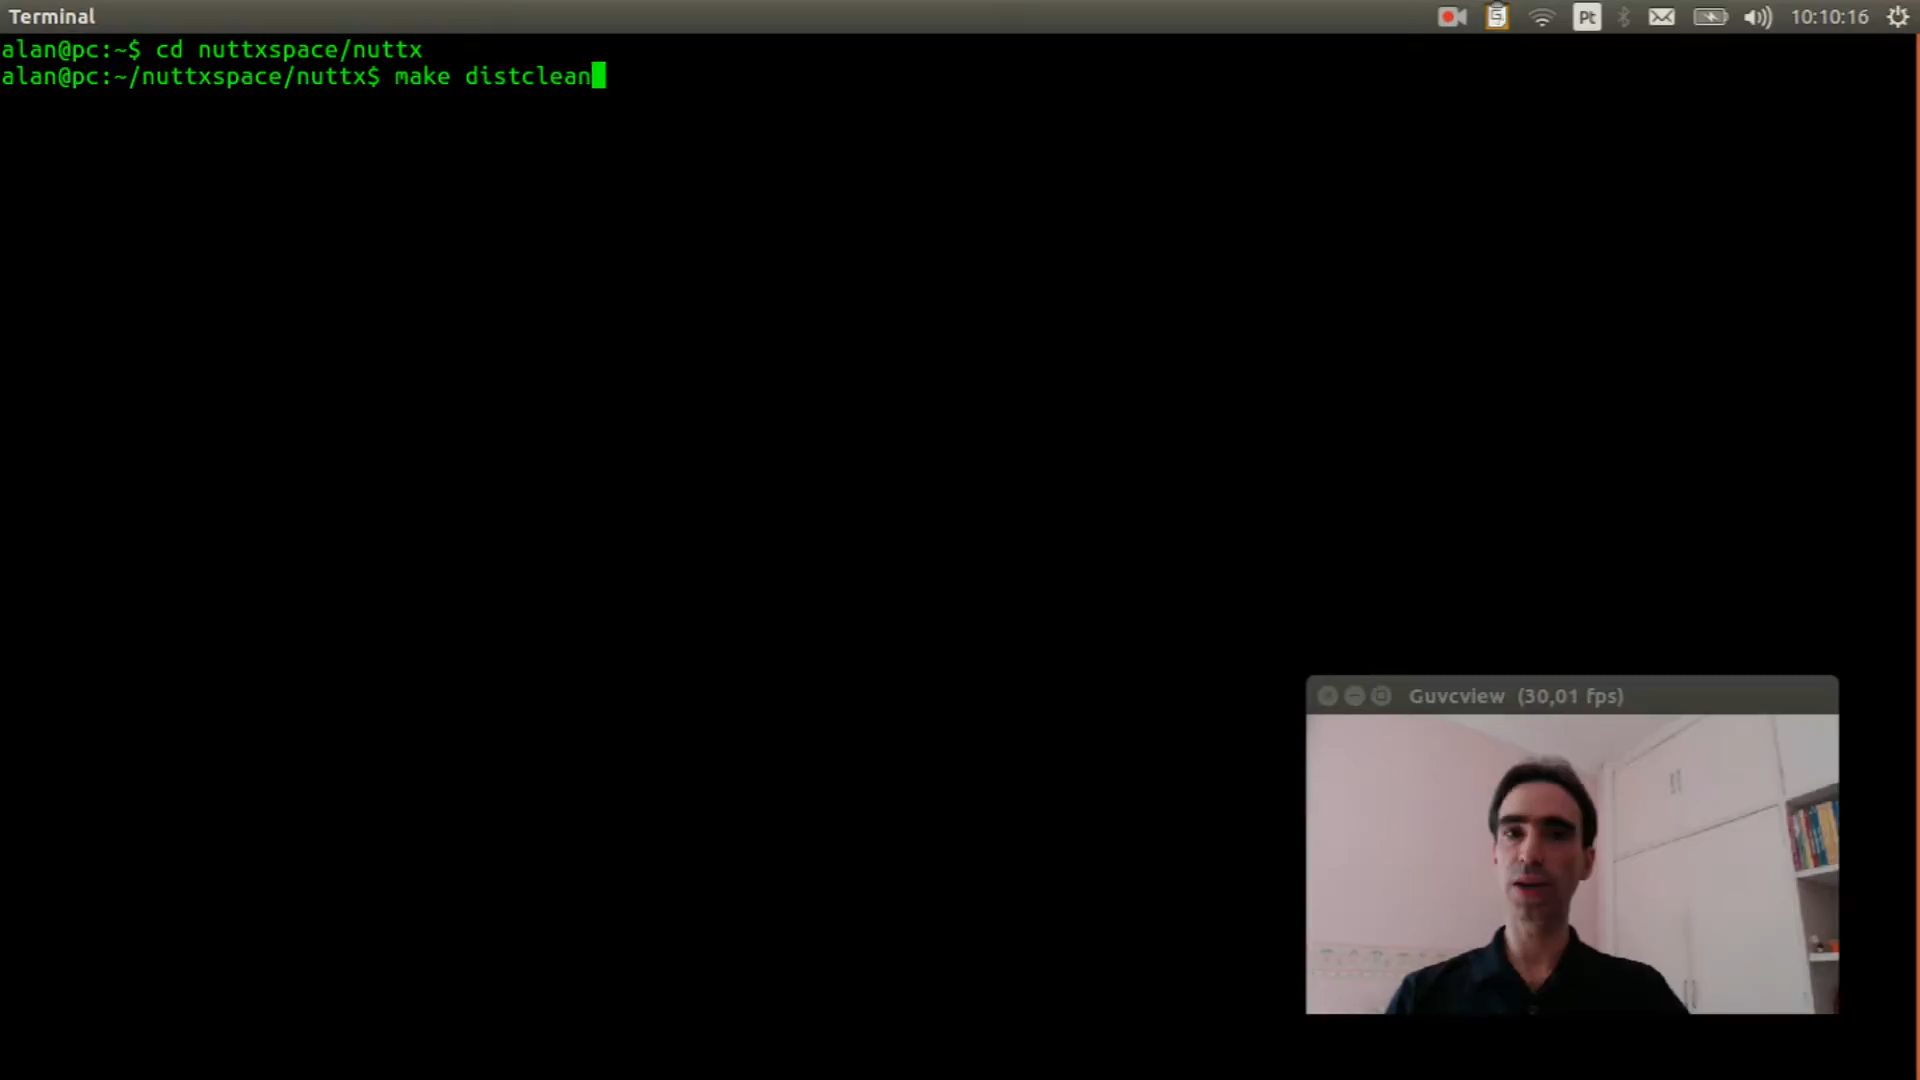 Terminal
Pt
10:10:16
alan@pc:~$ cd nuttxspace/nuttx
alan@pc:~/nuttxspace/nuttx$ make distclean
Guvcview (30,01 fps)